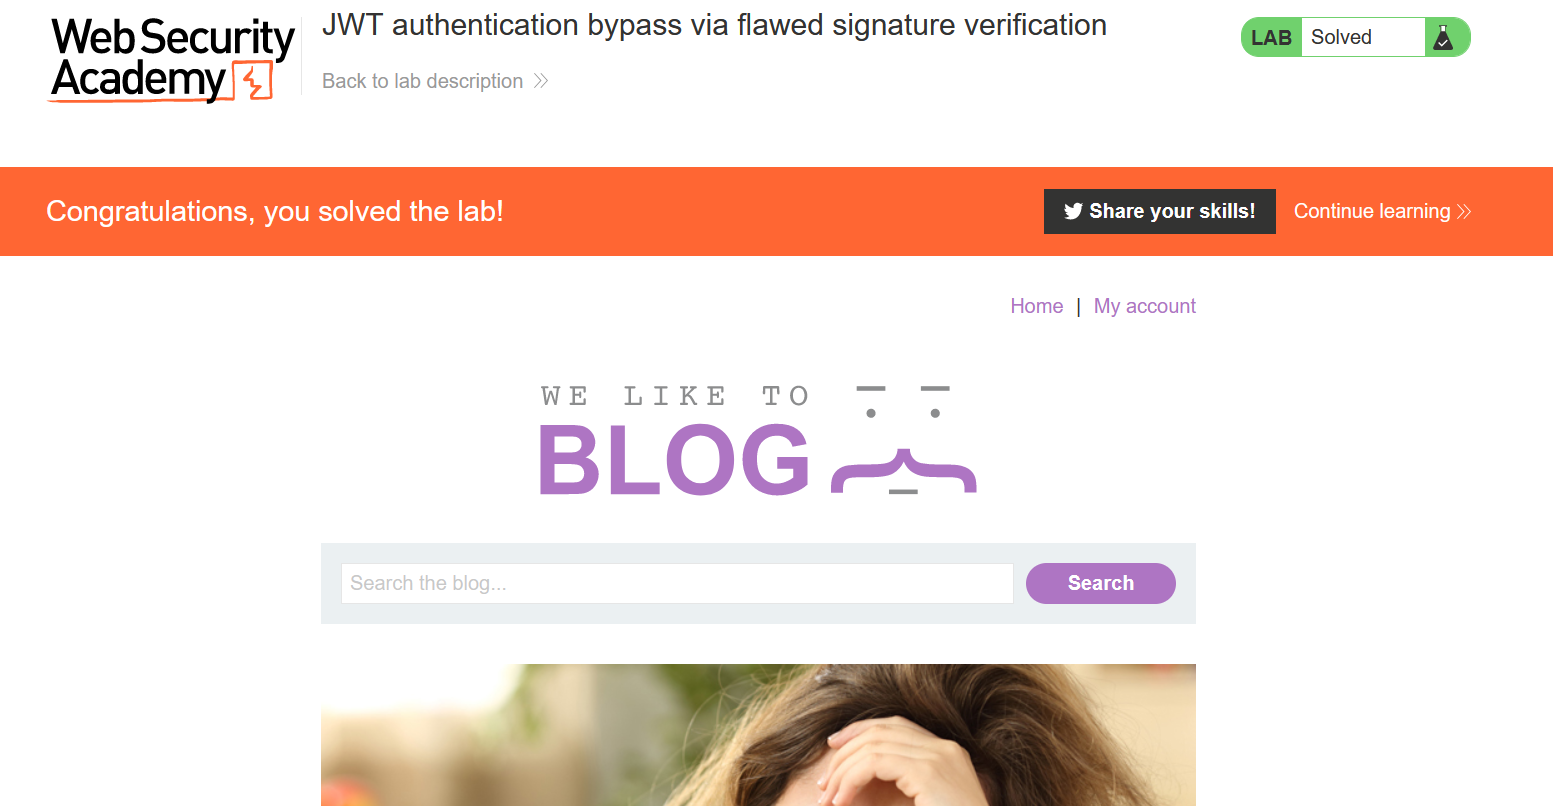 Web Security
Academy
JWT authentication bypass via flawed signature verification
Back to lab description
LAB Solved
Congratulations, you solved the lab!
Share your skills!
Continue learning
Home | My account
WE LIKE TO
BLOG
Search the blog...
Search